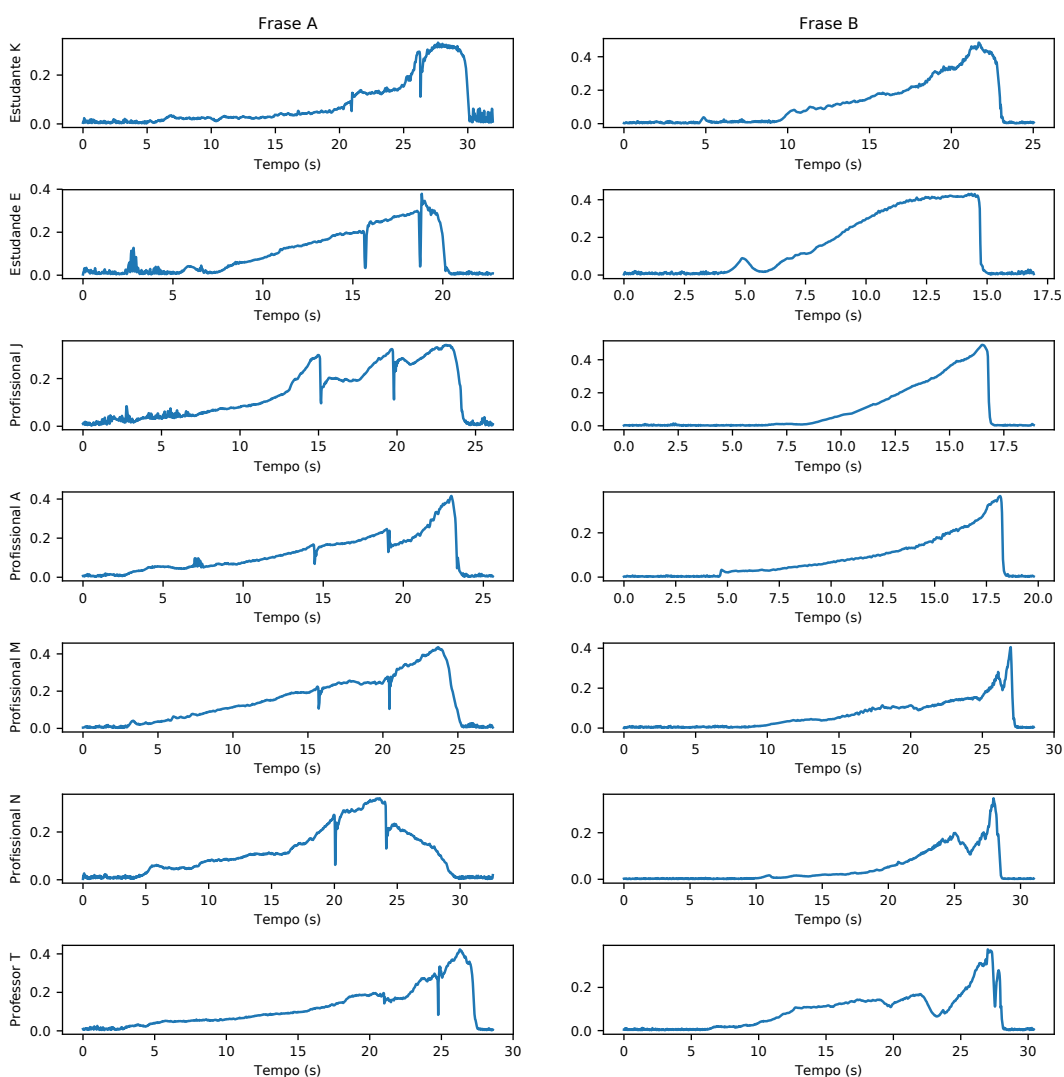 Frase A
Frase B
Estudante K
0.2
0.0
0 5 10 15 20 25 30
Tempo (s)
0.4
0.2
0.0
0 5 10 15 20 25
Tempo (s)
Estudande E
0.4
0.2
0.0
0 5 10 15 20
Tempo (s)
0.4
0.2
0.0
0.0 2.5 5.0 7.5 10.0 12.5 15.0 17.5
Tempo (s)
Profissional J
0.2
0.0
0 5 10 15 20 25
Tempo (s)
0.4
0.2
0.0
0.0 2.5 5.0 7.5 10.0 12.5 15.0 17.5
Tempo (s)
Profissional A
0.4
0.2
0.0
0 5 10 15 20 25
Tempo (s)
0.2
0.0
0.0 2.5 5.0 7.5 10.0 12.5 15.0 17.5 20.0
Tempo (s)
Profissional M
0.4
0.2
0.0
0 5 10 15 20 25
Tempo (s)
0.4
0.2
0.0
0 5 10 15 20 25 30
Tempo (s)
Profissional N
0.2
0.0
0 5 10 15 20 25 30
Tempo (s)
0.2
0.0
0 5 10 15 20 25 30
Tempo (s)
Professor T
0.4
0.2
0.0
0 5 10 15 20 25 30
Tempo (s)
0.2
0.0
0 5 10 15 20 25 30
Tempo (s)